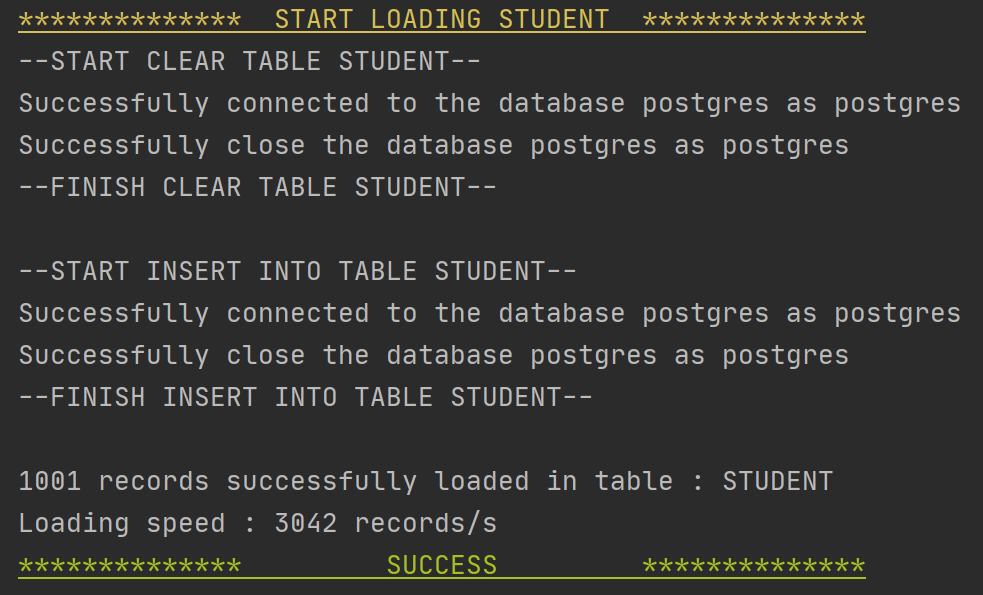 **************  START LOADING STUDENT  **************
--START CLEAR TABLE STUDENT--
Successfully connected to the database postgres as postgres
Successfully close the database postgres as postgres
--FINISH CLEAR TABLE STUDENT--
--START INSERT INTO TABLE STUDENT--
Successfully connected to the database postgres as postgres
Successfully close the database postgres as postgres
--FINISH INSERT INTO TABLE STUDENT--
1001 records successfully loaded in table : STUDENT
Loading speed : 3042 records/s
**************         SUCCESS         **************